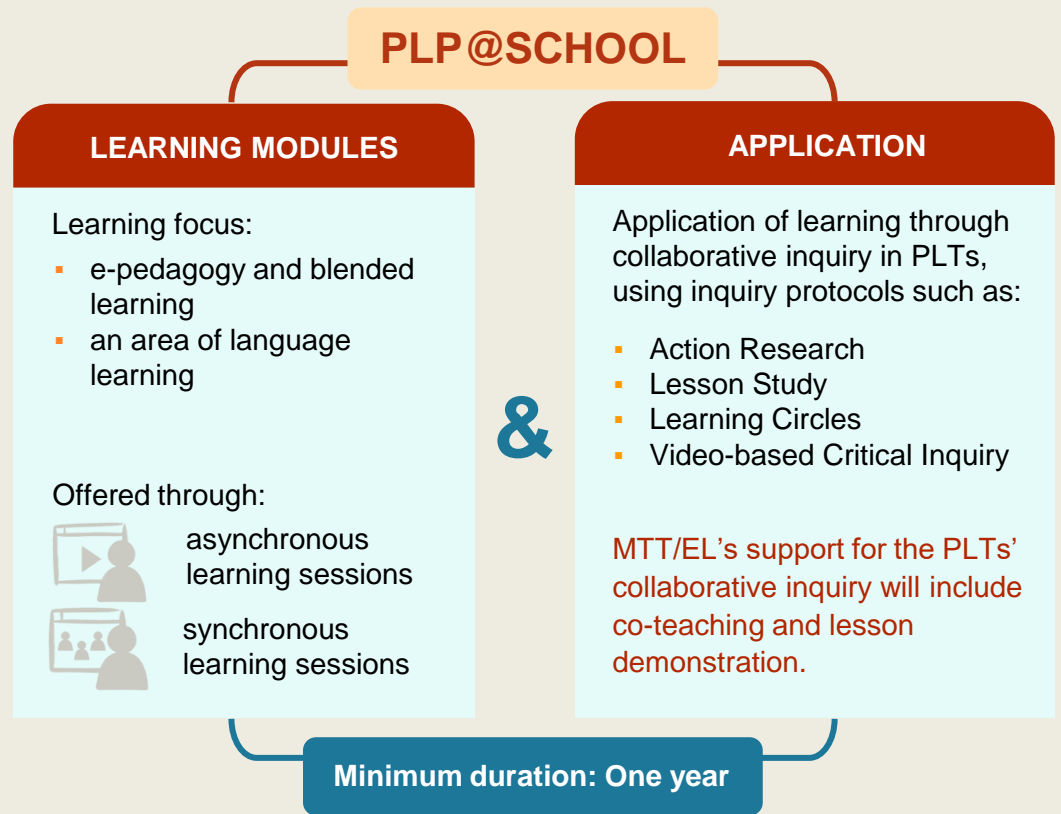 PLP@SCHOOL
LEARNING MODULES
Learning focus:
▪ e-pedagogy and blended
learning
▪ an area of language
learning
Offered through:
asynchronous
learning sessions
synchronous
learning sessions
&
APPLICATION
Application of learning through
collaborative inquiry in PLTs,
using inquiry protocols such as:
▪ Action Research
▪ Lesson Study
▪ Learning Circles
▪ Video-based Critical Inquiry
MTT/EL’s support for the PLTs’
collaborative inquiry will include
co-teaching and lesson
demonstration.
Minimum duration: One year